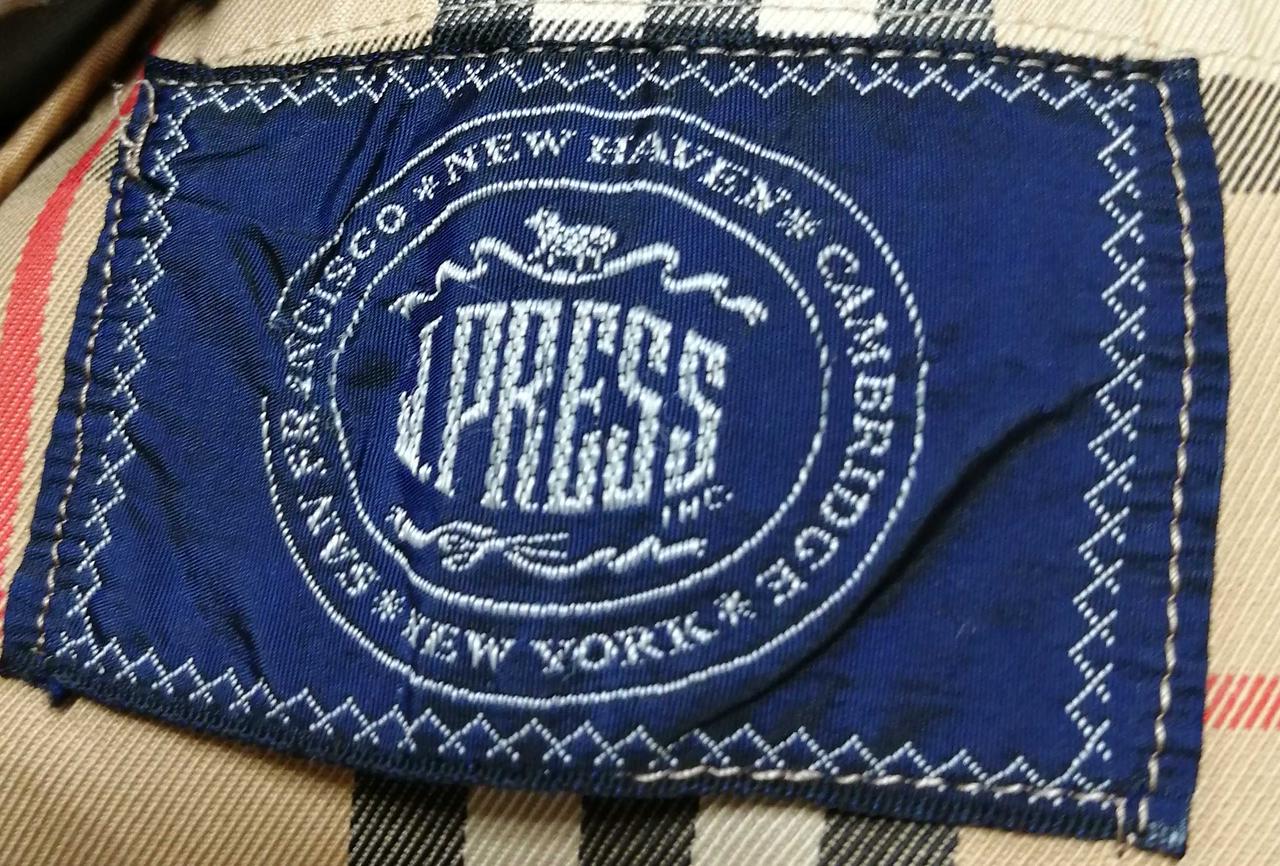 *NEW HAVEN* CAMBRIDGE *NEW YORK* SAN FRANCISCO
J. PRESS
INC.